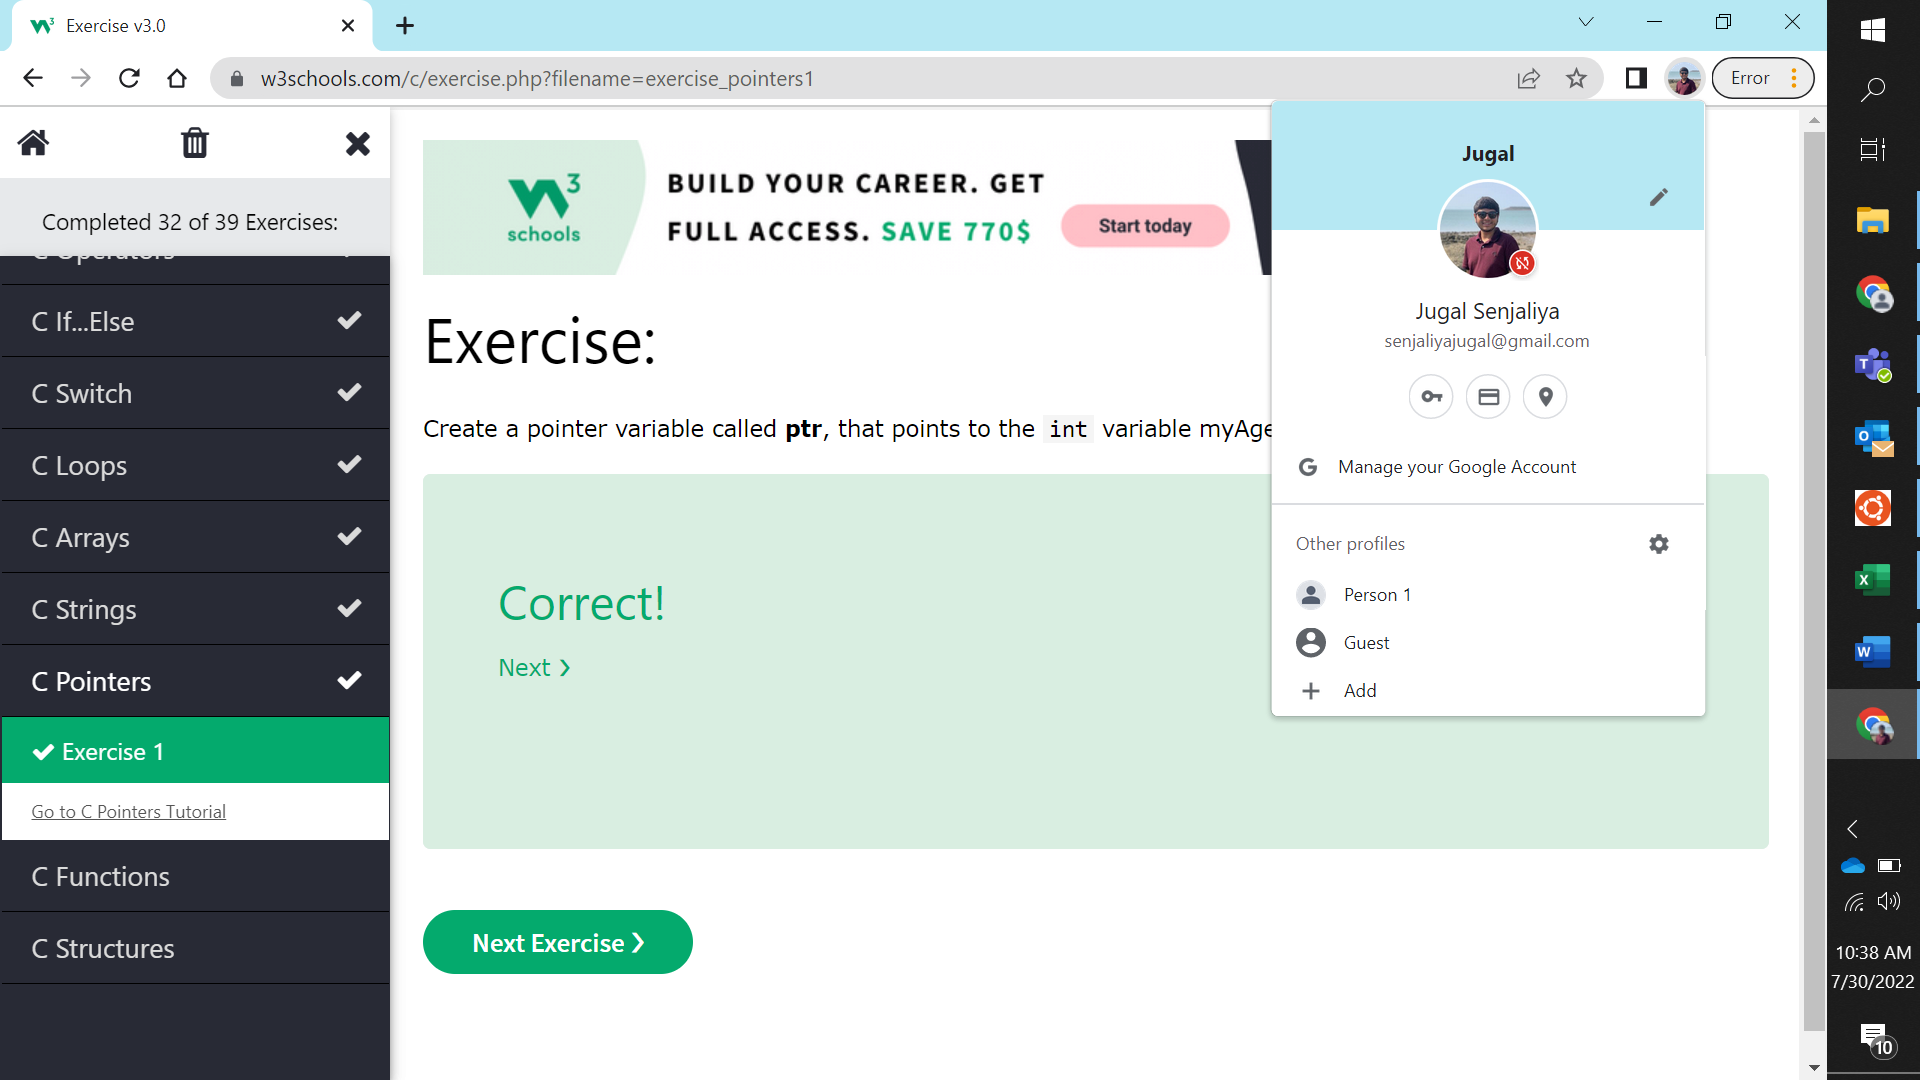 Exercise v3.0
w3schools.com/c/exercise.php?filename=exercise_pointers1
Error
Completed 32 of 39 Exercises:
C Operators
C If...Else
C Switch
C Loops
C Arrays
C Strings
C Pointers
Exercise 1
Go to C Pointers Tutorial
C Functions
C Structures
W3
schools
BUILD YOUR CAREER. GET
FULL ACCESS. SAVE 770$
Start today
Exercise:
Create a pointer variable called ptr, that points to the int variable myAge
Correct!
Next ❯
Next Exercise ❯
Jugal
Jugal Senjaliya
senjaliyajugal@gmail.com
Manage your Google Account
Other profiles
Person 1
Guest
Add
10:38 AM
7/30/2022
10